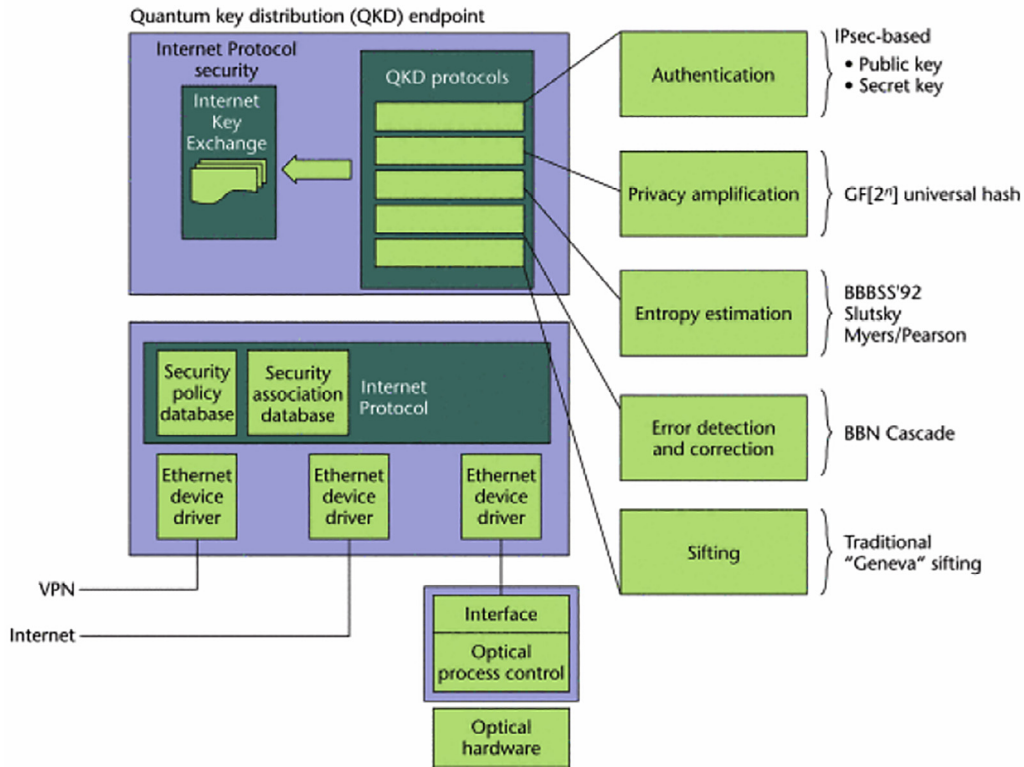 Quantum key distribution (QKD) endpoint
Internet Protocol
security
Internet
Key
Exchange
QKD protocols
Authentication
IPsec-based
• Public key
• Secret key
Privacy amplification
GF[2ⁿ] universal hash
Entropy estimation
BBBSS'92
Slutsky
Myers/Pearson
Error detection
and correction
BBN Cascade
Sifting
Traditional
“Geneva“ sifting
Security
policy
database
Security
association
database
Internet
Protocol
Ethernet
device
driver
Ethernet
device
driver
Ethernet
device
driver
VPN
Internet
Interface
Optical
process control
Optical
hardware